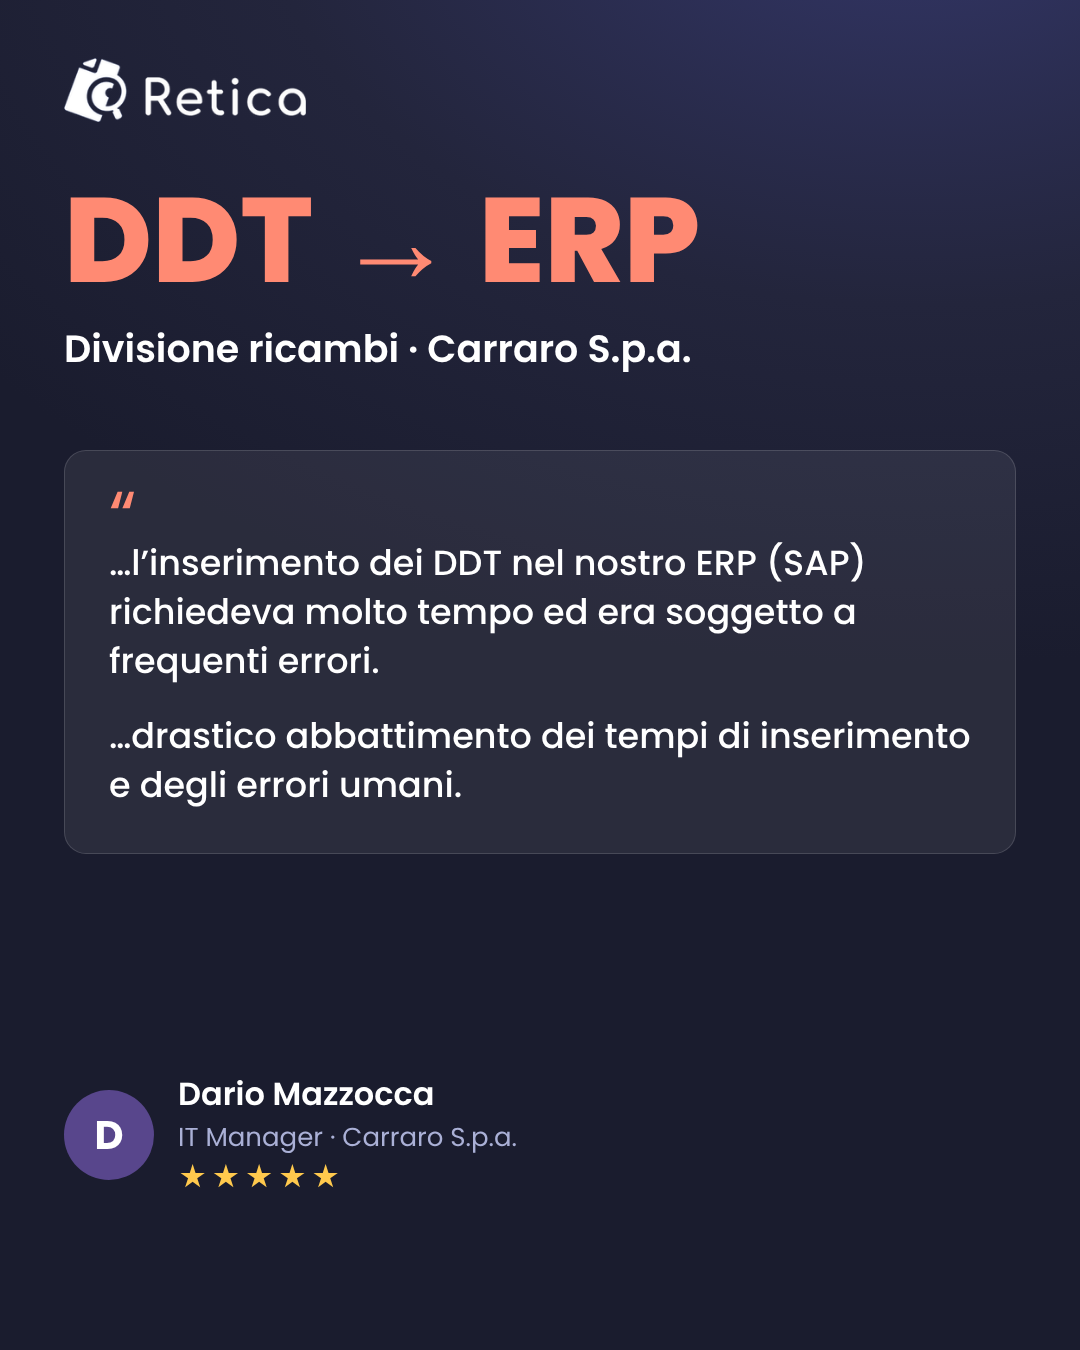 Retica
DDT → ERP
Divisione ricambi · Carraro S.p.a.
“
…l’inserimento dei DDT nel nostro ERP (SAP)
richiedeva molto tempo ed era soggetto a
frequenti errori.
…drastico abbattimento dei tempi di inserimento
e degli errori umani.
D
Dario Mazzocca
IT Manager · Carraro S.p.a.
★★★★★